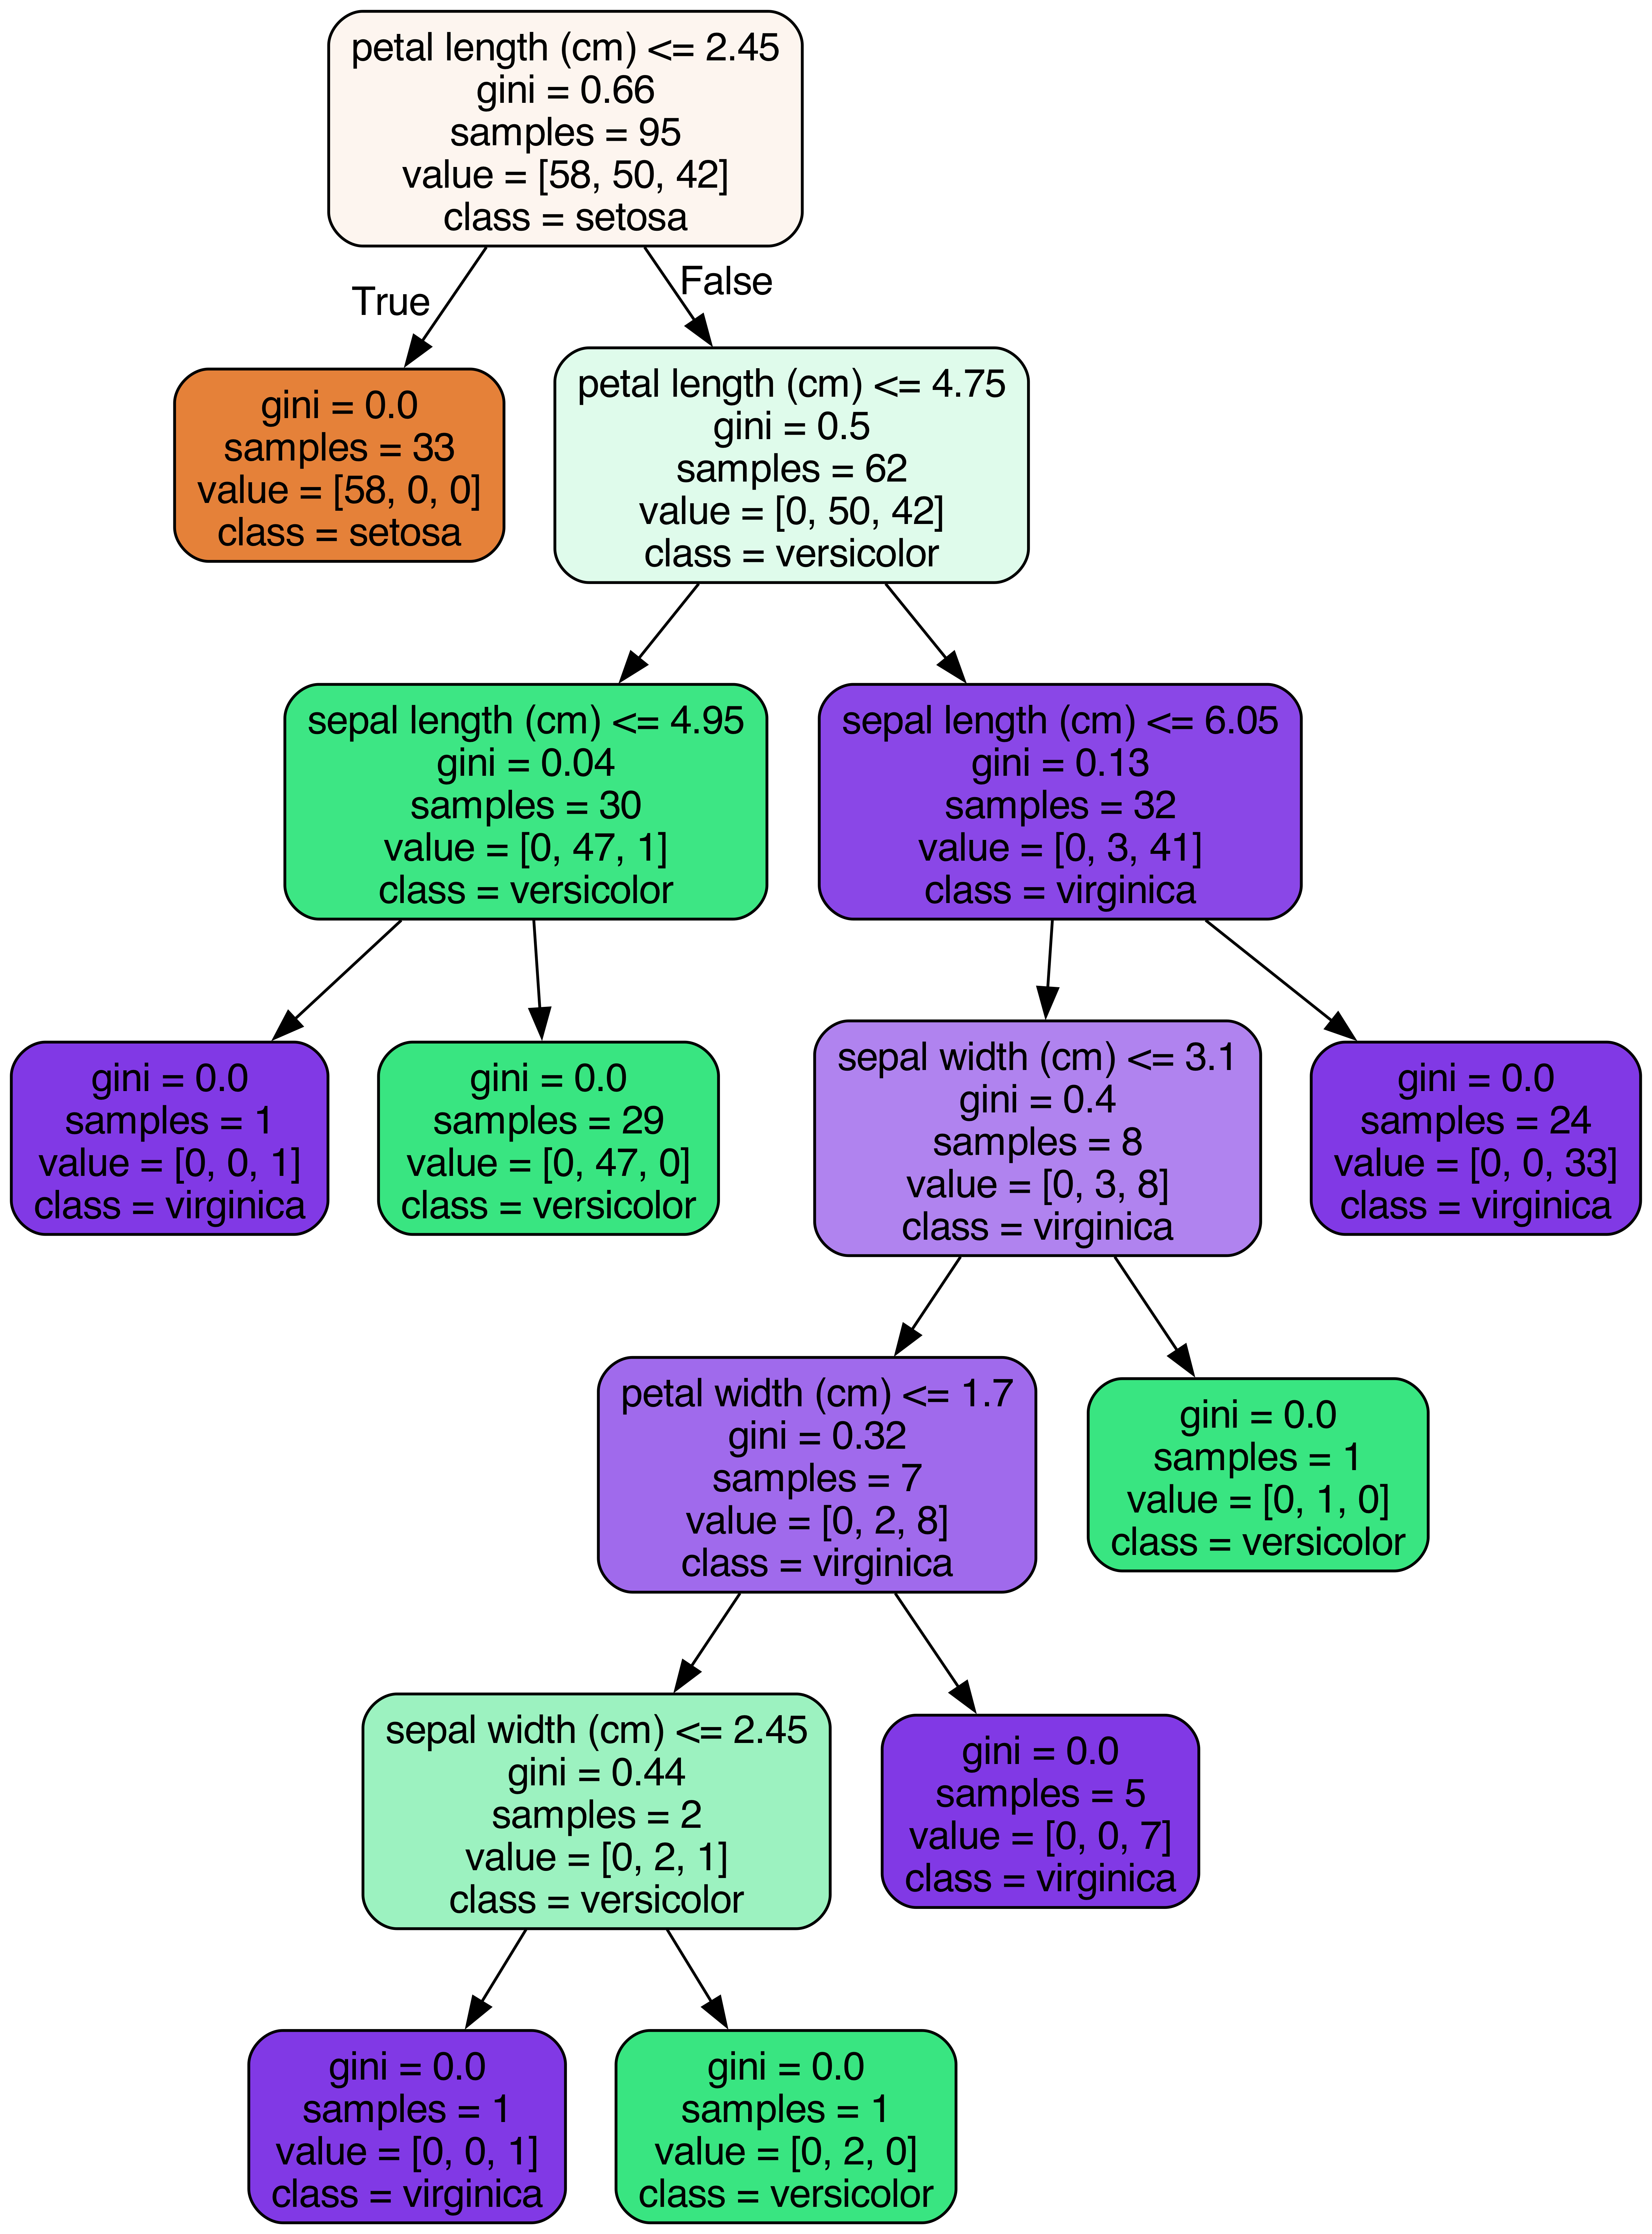 petal length (cm) <= 2.45
gini = 0.66
samples = 95
value = [58, 50, 42]
class = setosa
True
False
gini = 0.0
samples = 33
value = [58, 0, 0]
class = setosa
petal length (cm) <= 4.75
gini = 0.5
samples = 62
value = [0, 50, 42]
class = versicolor
sepal length (cm) <= 4.95
gini = 0.04
samples = 30
value = [0, 47, 1]
class = versicolor
sepal length (cm) <= 6.05
gini = 0.13
samples = 32
value = [0, 3, 41]
class = virginica
gini = 0.0
samples = 1
value = [0, 0, 1]
class = virginica
gini = 0.0
samples = 29
value = [0, 47, 0]
class = versicolor
sepal width (cm) <= 3.1
gini = 0.4
samples = 8
value = [0, 3, 8]
class = virginica
gini = 0.0
samples = 24
value = [0, 0, 33]
class = virginica
petal width (cm) <= 1.7
gini = 0.32
samples = 7
value = [0, 2, 8]
class = virginica
gini = 0.0
samples = 1
value = [0, 1, 0]
class = versicolor
sepal width (cm) <= 2.45
gini = 0.44
samples = 2
value = [0, 2, 1]
class = versicolor
gini = 0.0
samples = 5
value = [0, 0, 7]
class = virginica
gini = 0.0
samples = 1
value = [0, 0, 1]
class = virginica
gini = 0.0
samples = 1
value = [0, 2, 0]
class = versicolor